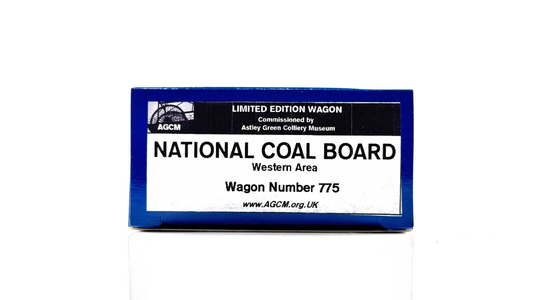 LIMITED EDITION WAGON
Commissioned by
Astley Green Colliery Museum
AGCM
NATIONAL COAL BOARD
Western Area
Wagon Number 775
www.AGCM.org.UK